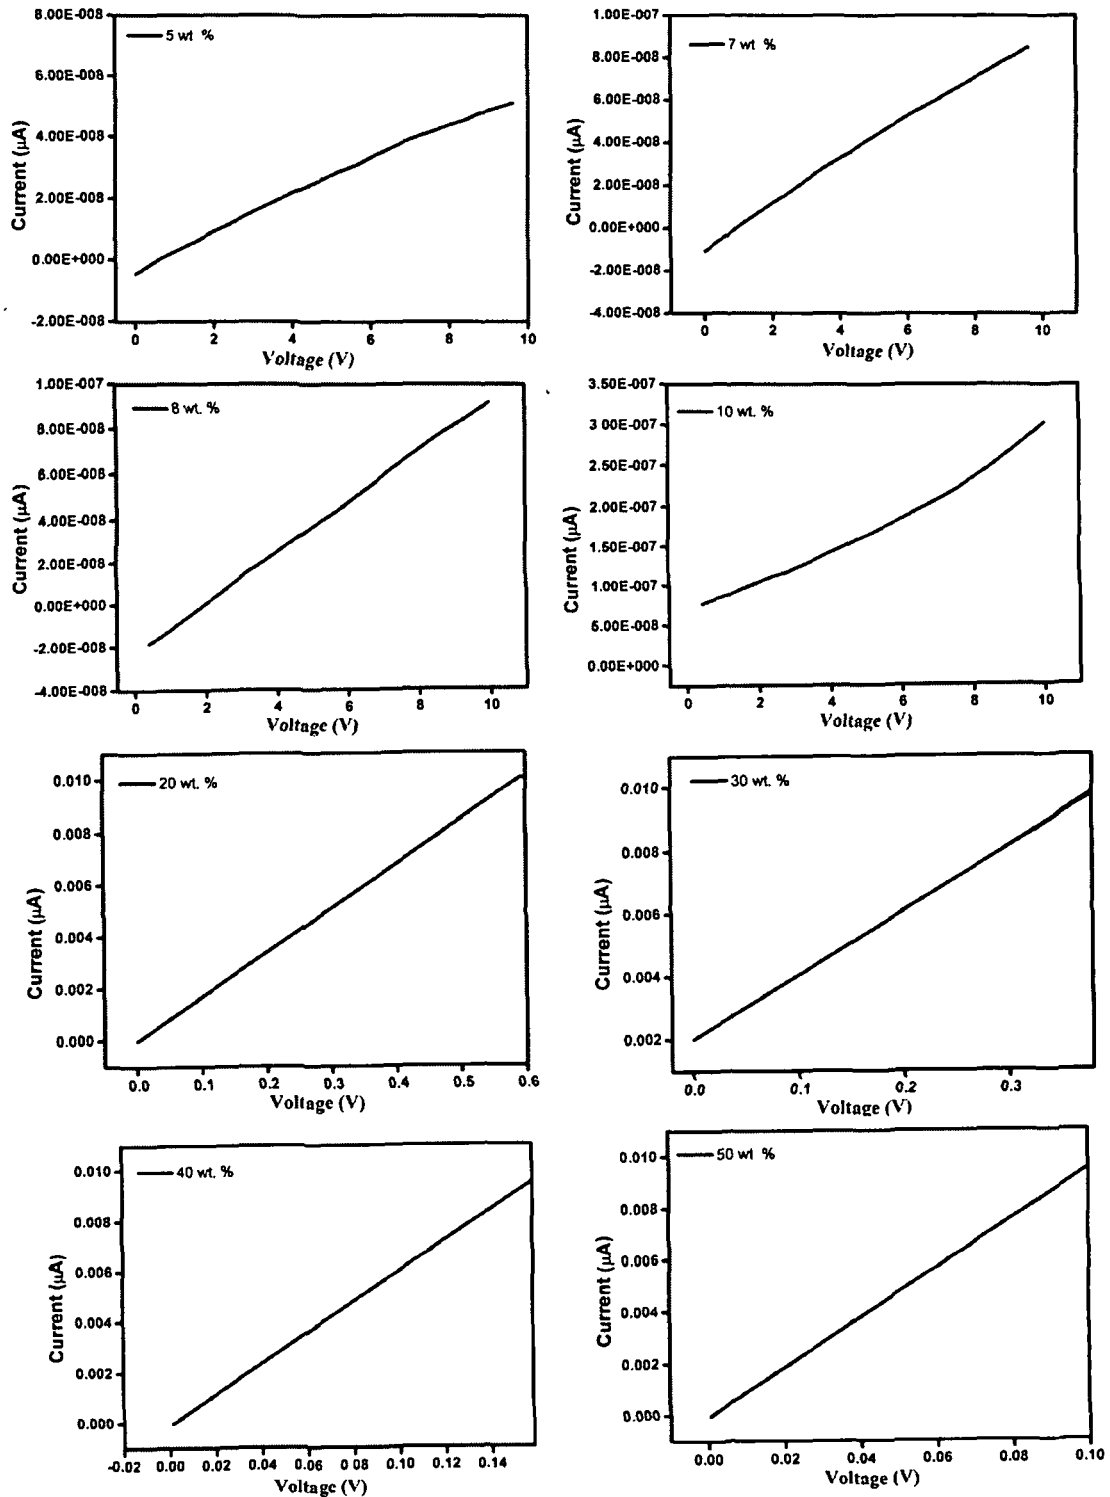 8.00E-008
5 wt %
6.00E-008
4.00E-008
2.00E-008
0.00E+000
-2.00E-008
Current (µA)
0 2 4 6 8 10
Voltage (V)
1.00E-007
7 wt %
8.00E-008
6.00E-008
4.00E-008
2.00E-008
0.00E+000
-2.00E-008
-4.00E-008
Current (µA)
0 2 4 6 8 10
Voltage (V)
1.00E-007
8 wt. %
8.00E-008
6.00E-008
4.00E-008
2.00E-008
0.00E+000
-2.00E-008
-4.00E-008
Current (µA)
0 2 4 6 8 10
Voltage (V)
3.50E-007
10 wt. %
3.00E-007
2.50E-007
2.00E-007
1.50E-007
1.00E-007
5.00E-008
0.00E+000
Current (µA)
0 2 4 6 8 10
Voltage (V)
0.010
20 wt. %
0.008
0.006
0.004
0.002
0.000
Current (µA)
0.0 0.1 0.2 0.3 0.4 0.5 0.6
Voltage (V)
0.010
30 wt. %
0.008
0.006
0.004
0.002
Current (µA)
0.0 0.1 0.2 0.3
Voltage (V)
0.010
40 wt. %
0.008
0.006
0.004
0.002
0.000
Current (µA)
-0.02 0.00 0.02 0.04 0.06 0.08 0.10 0.12 0.14
Voltage (V)
0.010
50 wt %
0.008
0.006
0.004
0.002
0.000
Current (µA)
0.00 0.02 0.04 0.06 0.08 0.10
Voltage (V)